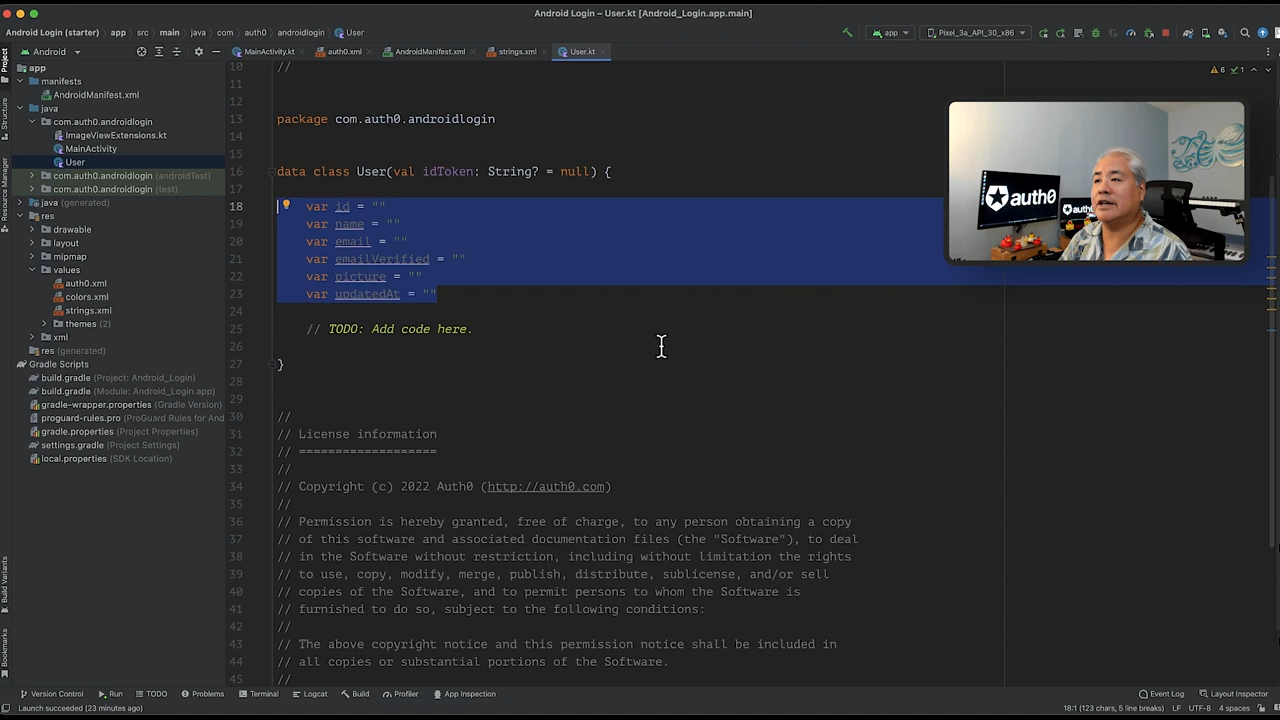 Android Login – User.kt [Android_Login.app.main]
Android Login (starter) app src main java com auth0 androidlogin User
app Pixel_3a_API_30_x86
Android MainActivity.kt auth0.xml AndroidManifest.xml strings.xml User.kt
Project
Structure
Resource Manager
Build Variants
Bookmarks
app
manifests
AndroidManifest.xml
java
com.auth0.androidlogin
ImageViewExtensions.kt
MainActivity
User
com.auth0.androidlogin (androidTest)
com.auth0.androidlogin (test)
java (generated)
res
drawable
layout
mipmap
values
auth0.xml
colors.xml
strings.xml
themes (2)
xml
res (generated)
Gradle Scripts
build.gradle (Project: Android_Login)
build.gradle (Module: Android_Login.app)
gradle-wrapper.properties (Gradle Version)
proguard-rules.pro (ProGuard Rules for And
gradle.properties (Project Properties)
settings.gradle (Project Settings)
local.properties (SDK Location)
6 1
10 //
11
12
13 package com.auth0.androidlogin
14
15
16 data class User(val idToken: String? = null) {
17
18 var id = ""
19 var name = ""
20 var email = ""
21 var emailVerified = ""
22 var picture = ""
23 var updatedAt = ""
24
25 // TODO: Add code here.
26
27 }
28
29
30 //
31 // License information
32 // ===================
33 //
34 // Copyright (c) 2022 Auth0 (http://auth0.com)
35 //
36 // Permission is hereby granted, free of charge, to any person obtaining a copy
37 // of this software and associated documentation files (the "Software"), to deal
38 // in the Software without restriction, including without limitation the rights
39 // to use, copy, modify, merge, publish, distribute, sublicense, and/or sell
40 // copies of the Software, and to permit persons to whom the Software is
41 // furnished to do so, subject to the following conditions:
42 //
43 // The above copyright notice and this permission notice shall be included in
44 // all copies or substantial portions of the Software.
45 //
auth0
auth0
Version Control Run TODO Problems Terminal Logcat Build Profiler App Inspection Event Log Layout Inspector
Launch succeeded (23 minutes ago) 18:1 (123 chars, 5 line breaks) LF UTF-8 4 spaces